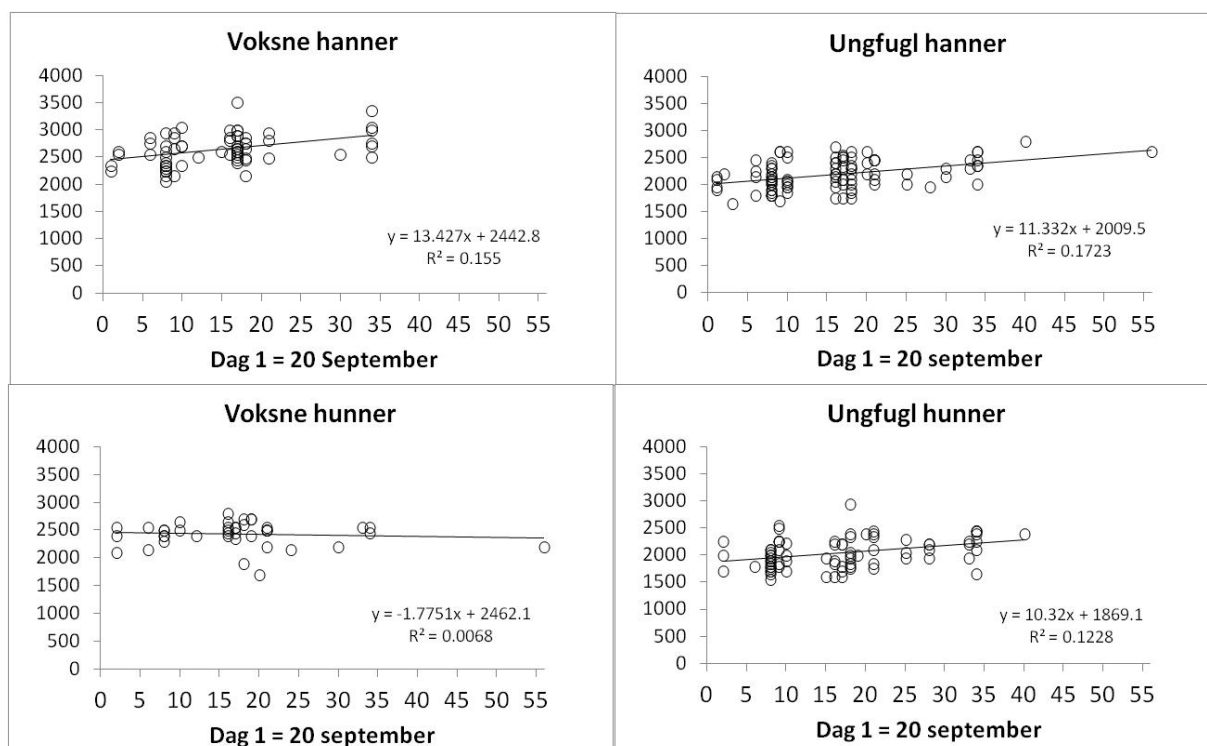 Voksne hanner
4000
3500
3000
2500
2000
1500
1000
500
0
y = 13.427x + 2442.8
R² = 0.155
0 5 10 15 20 25 30 35 40 45 50 55
Dag 1 = 20 September
Ungfugl hanner
4000
3500
3000
2500
2000
1500
1000
500
0
y = 11.332x + 2009.5
R² = 0.1723
0 5 10 15 20 25 30 35 40 45 50 55
Dag 1 = 20 september
Voksne hunner
4000
3500
3000
2500
2000
1500
1000
500
0
y = -1.7751x + 2462.1
R² = 0.0068
0 5 10 15 20 25 30 35 40 45 50 55
Dag 1 = 20 september
Ungfugl hunner
4000
3500
3000
2500
2000
1500
1000
500
0
y = 10.32x + 1869.1
R² = 0.1228
0 5 10 15 20 25 30 35 40 45 50 55
Dag 1 = 20 september